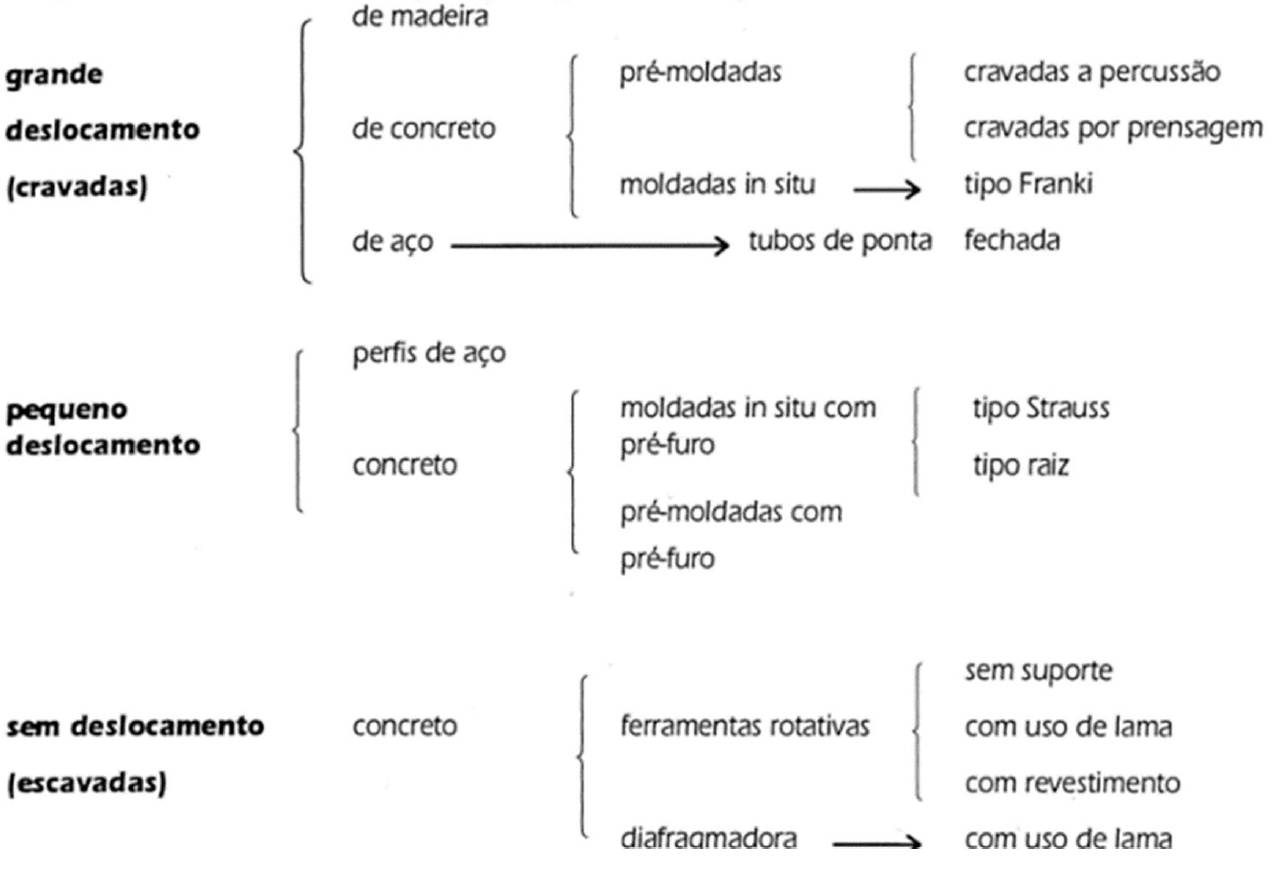 de madeira
grande pré-moldadas cravadas a percussão
deslocamento de concreto cravadas por prensagem
(cravadas) moldadas in situ tipo Franki
de aço tubos de ponta fechada
perfis de aço
pequeno moldadas in situ com tipo Strauss
deslocamento pré-furo
concreto tipo raiz
pré-moldadas com
pré-furo
sem suporte
sem deslocamento concreto ferramentas rotativas com uso de lama
(escavadas) com revestimento
diafragmadora com uso de lama